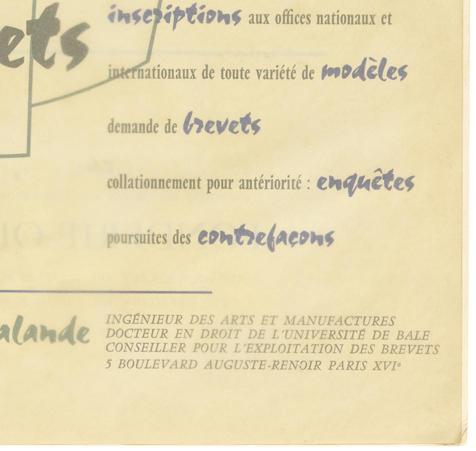 inscriptions aux offices nationaux et
ets
internationaux de toute variété de modèles
demande de brevets
collationnement pour antériorité : enquêtes
poursuites des contrefaçons
alande
INGÉNIEUR DES ARTS ET MANUFACTURES
DOCTEUR EN DROIT DE L'UNIVERSITÉ DE BALE
CONSEILLER POUR L'EXPLOITATION DES BREVETS
5 BOULEVARD AUGUSTE-RENOIR PARIS XVIe